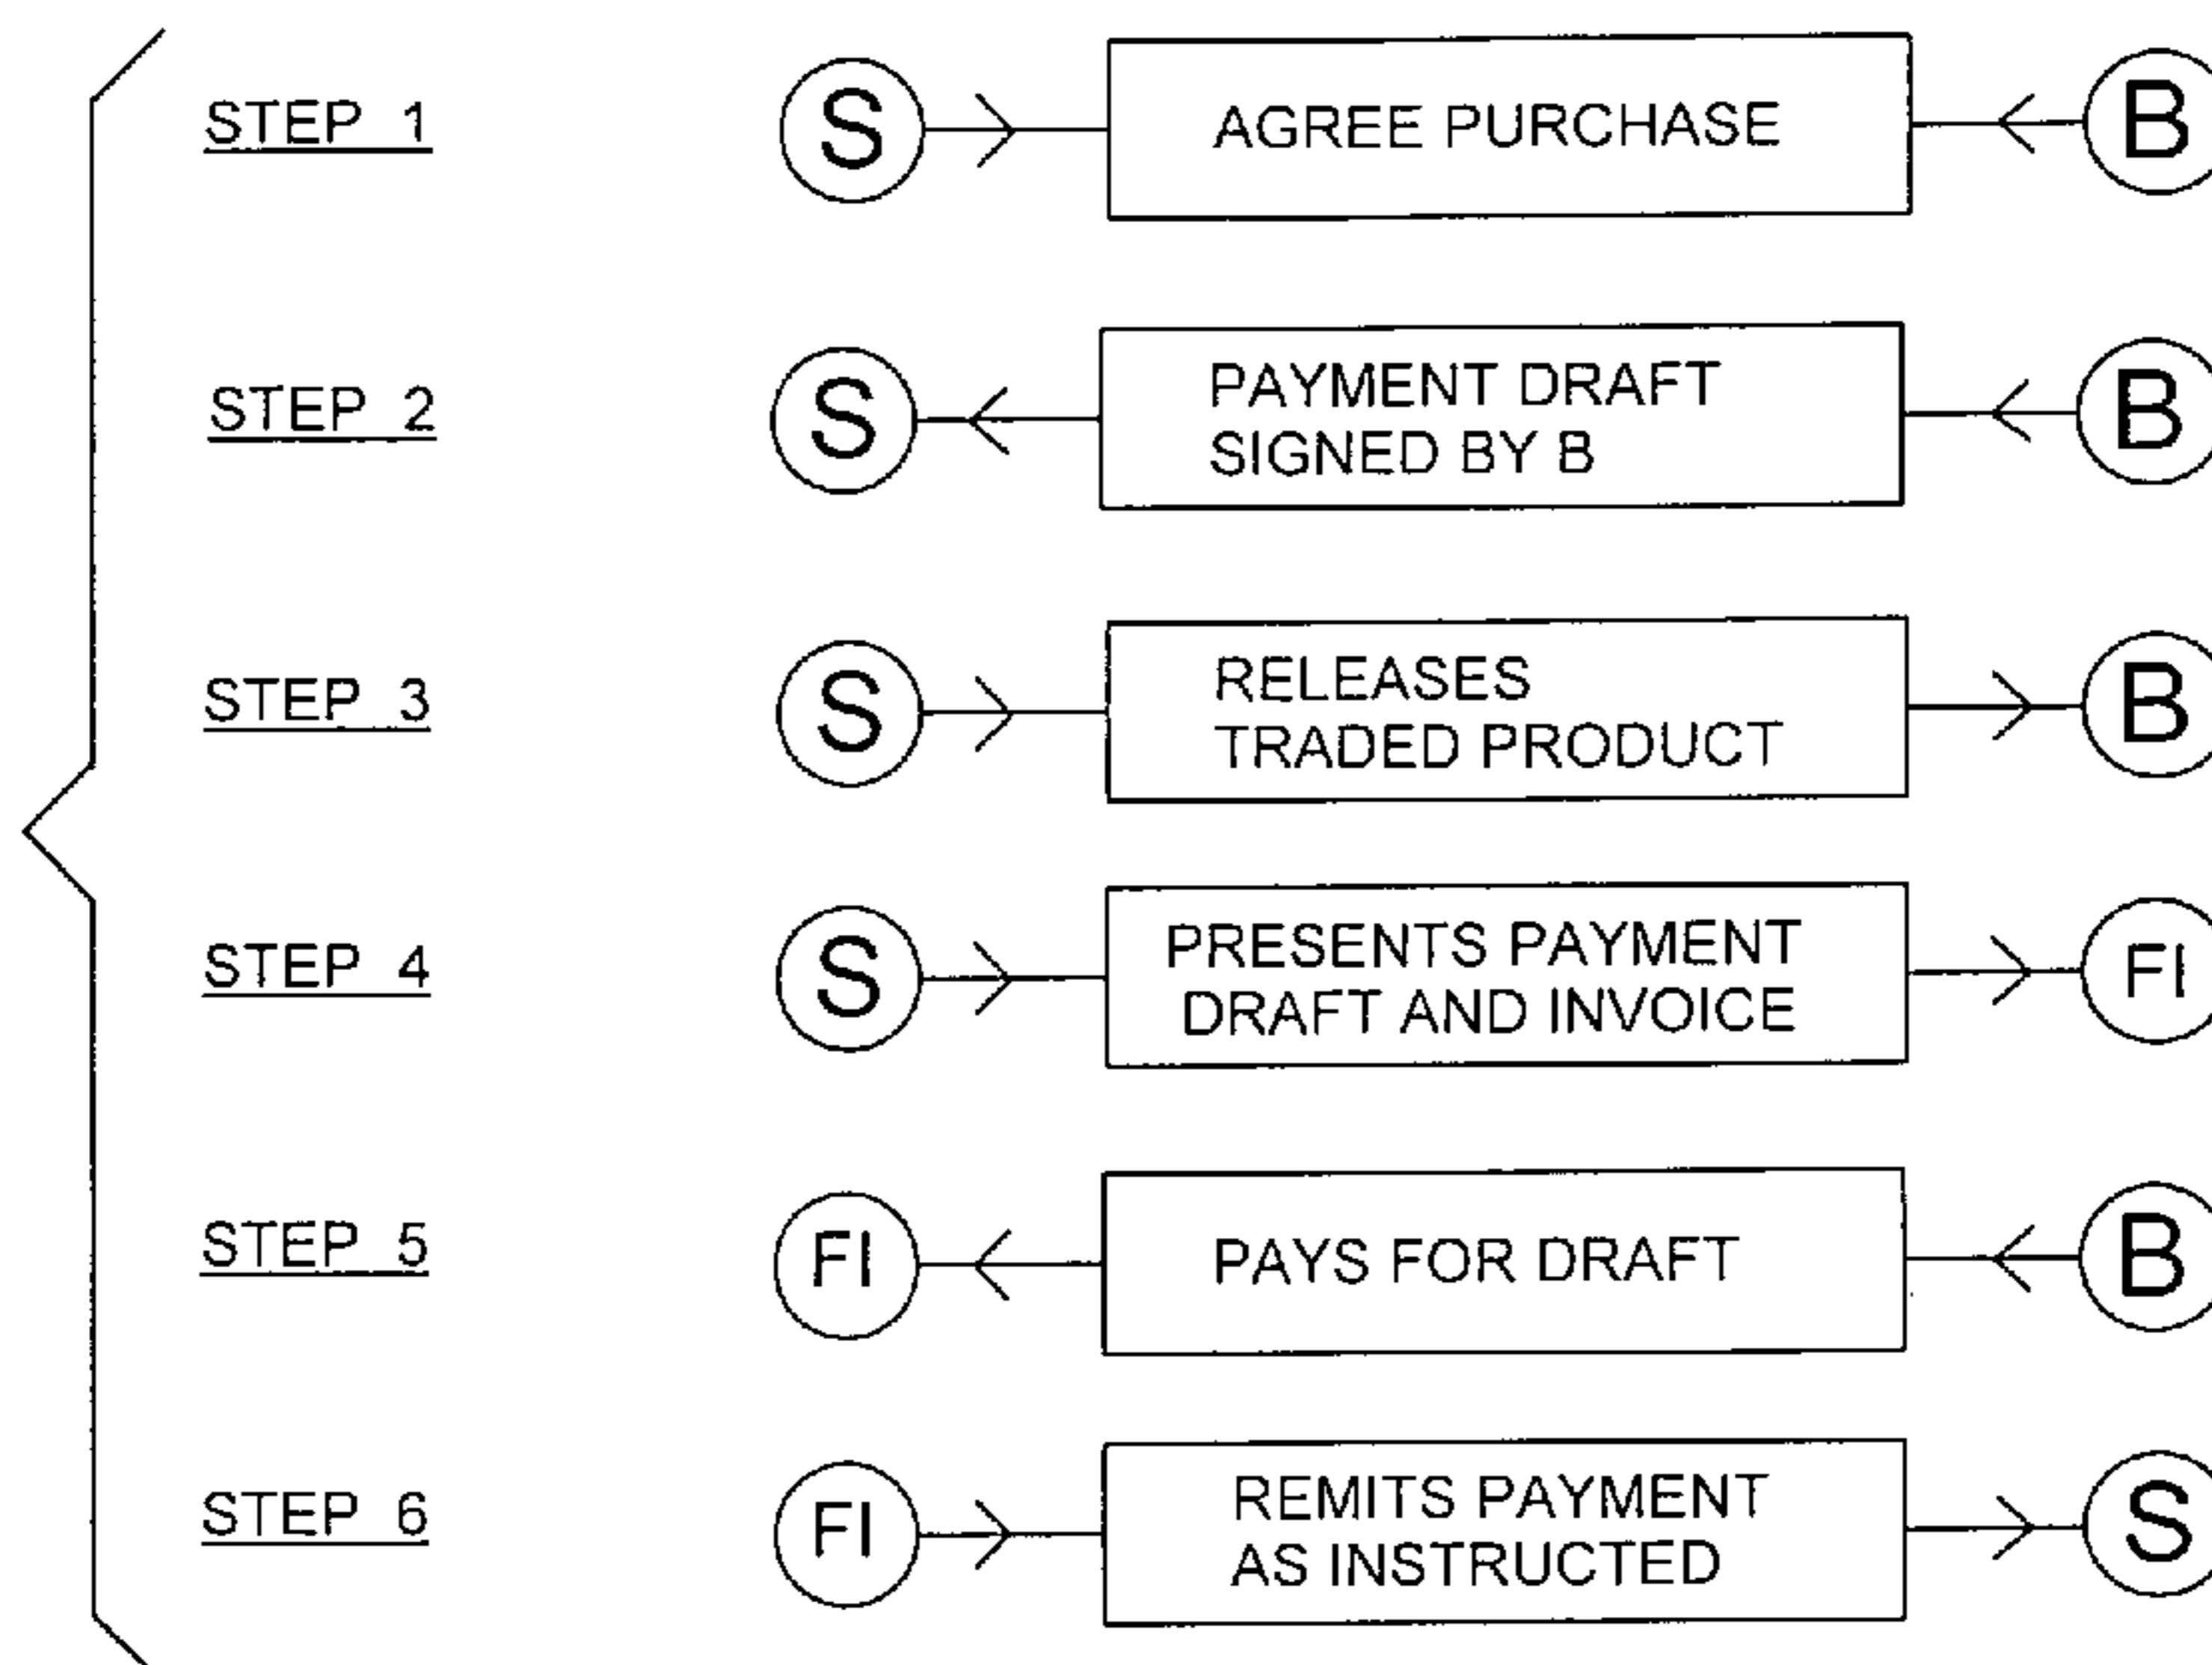 STEP 1
S
AGREE PURCHASE
B
STEP 2
S
PAYMENT DRAFT
SIGNED BY B
B
STEP 3
S
RELEASES
TRADED PRODUCT
B
STEP 4
S
PRESENTS PAYMENT
DRAFT AND INVOICE
FI
STEP 5
FI
PAYS FOR DRAFT
B
STEP 6
FI
REMITS PAYMENT
AS INSTRUCTED
S